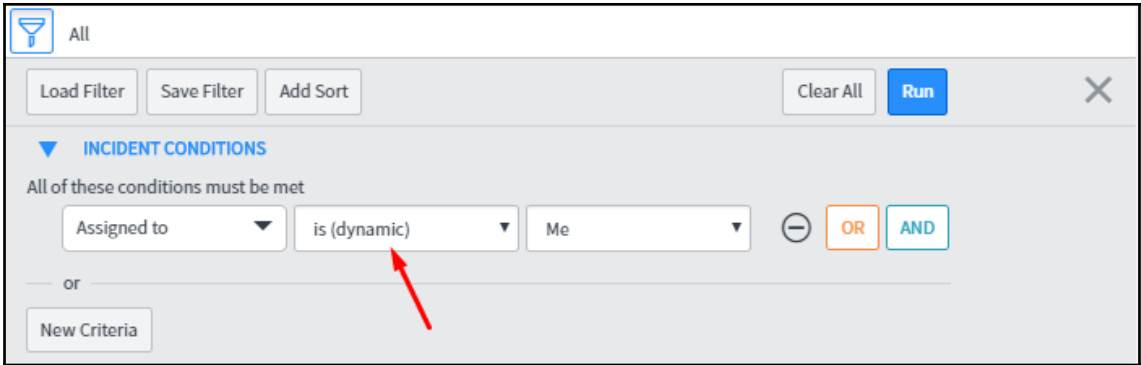 All
Load Filter Save Filter Add Sort Clear All Run
INCIDENT CONDITIONS
All of these conditions must be met
Assigned to is (dynamic) Me OR AND
or
New Criteria